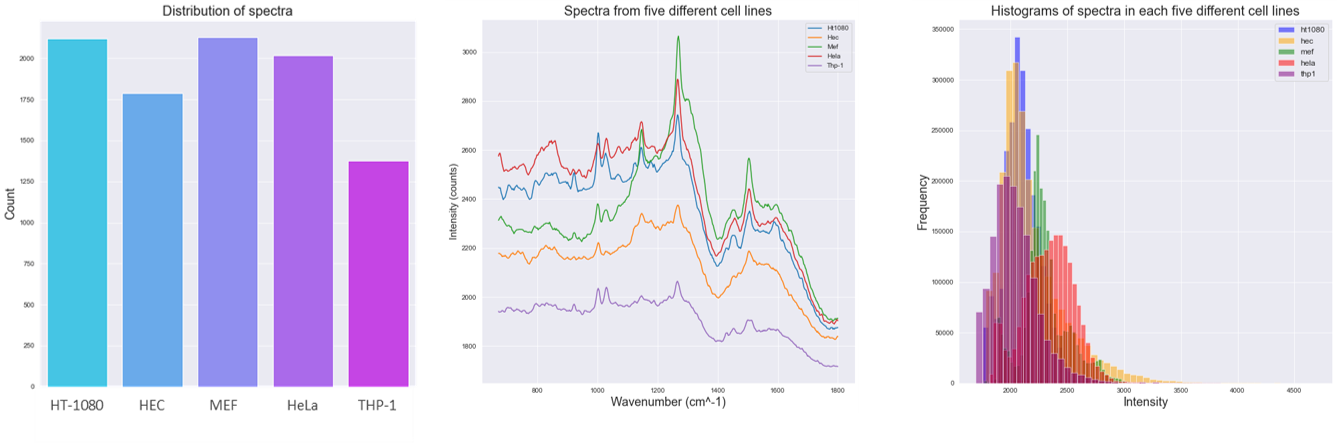 Distribution of spectra
Count
2000
1750
1500
1250
1000
750
500
250
0
HT-1080
HEC
MEF
HeLa
THP-1
Spectra from five different cell lines
Intensity (counts)
3000
2800
2600
2400
2200
2000
1800
Ht1080
Hec
Mef
Hela
Thp-1
800
1000
1200
1400
1600
1800
Wavenumber (cm^-1)
Histograms of spectra in each five different cell lines
Frequency
350000
300000
250000
200000
150000
100000
50000
0
ht1080
hec
mef
hela
thp1
2000
2500
3000
3500
4000
4500
Intensity